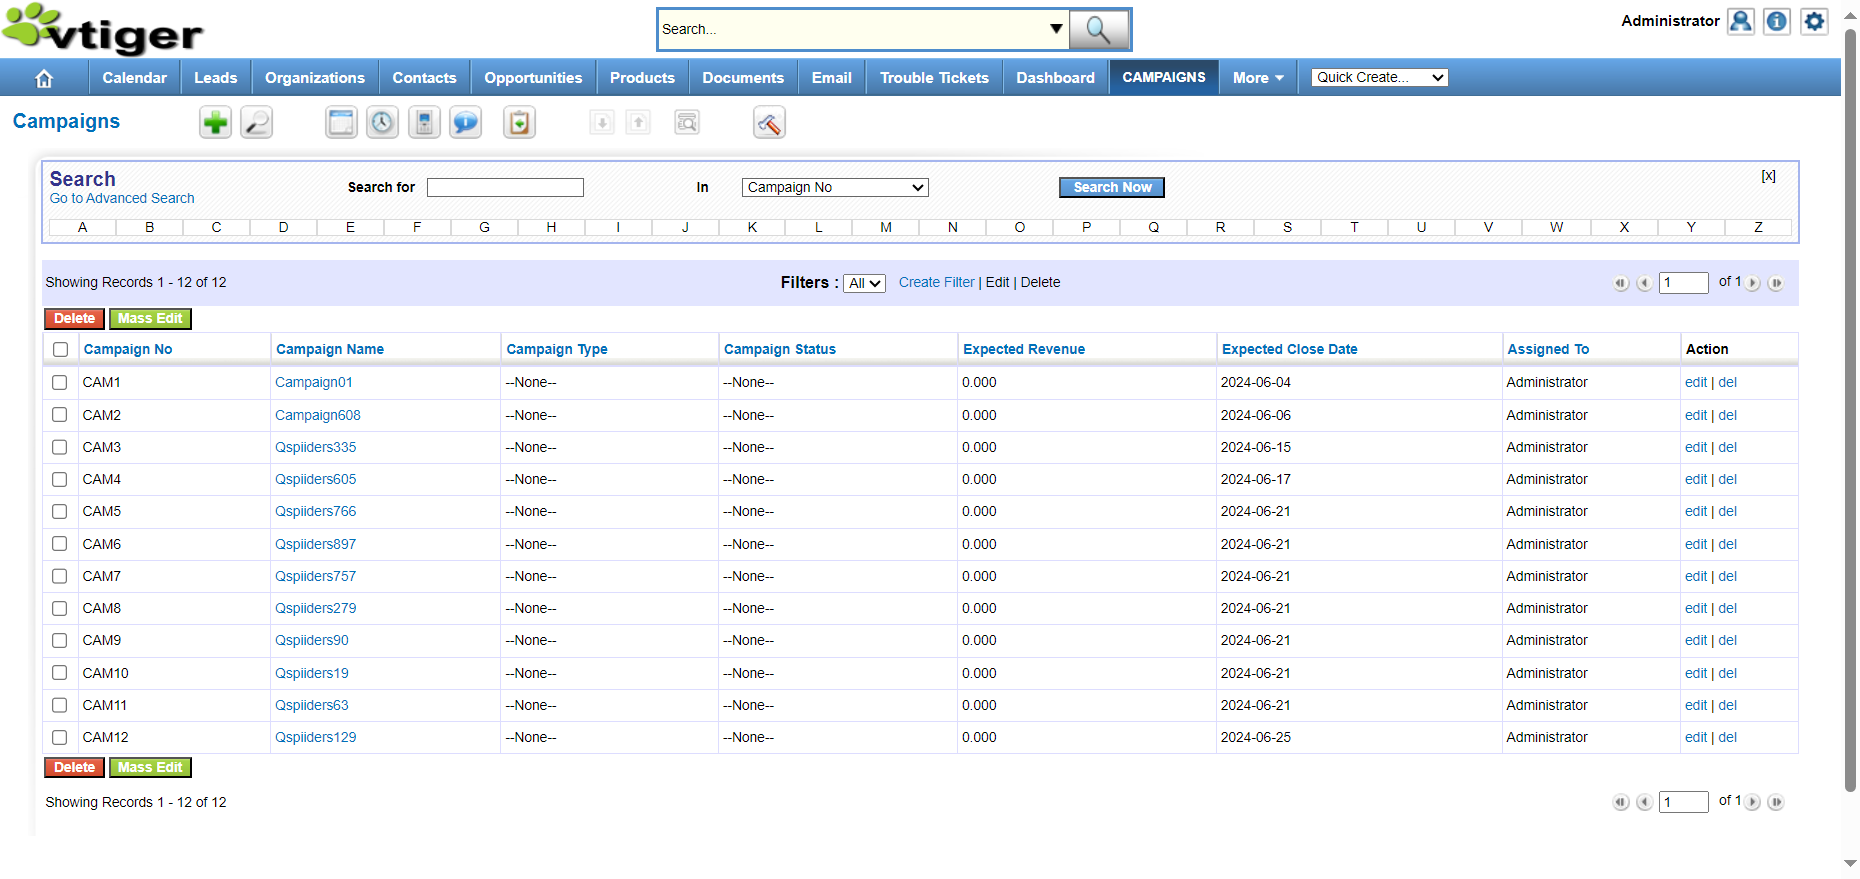 vtiger
Search...
Administrator
Calendar Leads Organizations Contacts Opportunities Products Documents Email Trouble Tickets Dashboard CAMPAIGNS More Quick Create...
Campaigns
Search
Go to Advanced Search
Search for In Campaign No Search Now [x]
A B C D E F G H I J K L M N O P Q R S T U V W X Y Z
Showing Records 1 - 12 of 12 Filters : All Create Filter | Edit | Delete 1 of 1
Delete Mass Edit
Campaign No Campaign Name Campaign Type Campaign Status Expected Revenue Expected Close Date Assigned To Action
CAM1 Campaign01 --None-- --None-- 0.000 2024-06-04 Administrator edit | del
CAM2 Campaign608 --None-- --None-- 0.000 2024-06-06 Administrator edit | del
CAM3 Qspiiders335 --None-- --None-- 0.000 2024-06-15 Administrator edit | del
CAM4 Qspiiders605 --None-- --None-- 0.000 2024-06-17 Administrator edit | del
CAM5 Qspiiders766 --None-- --None-- 0.000 2024-06-21 Administrator edit | del
CAM6 Qspiiders897 --None-- --None-- 0.000 2024-06-21 Administrator edit | del
CAM7 Qspiiders757 --None-- --None-- 0.000 2024-06-21 Administrator edit | del
CAM8 Qspiiders279 --None-- --None-- 0.000 2024-06-21 Administrator edit | del
CAM9 Qspiiders90 --None-- --None-- 0.000 2024-06-21 Administrator edit | del
CAM10 Qspiiders19 --None-- --None-- 0.000 2024-06-21 Administrator edit | del
CAM11 Qspiiders63 --None-- --None-- 0.000 2024-06-21 Administrator edit | del
CAM12 Qspiiders129 --None-- --None-- 0.000 2024-06-25 Administrator edit | del
Delete Mass Edit
Showing Records 1 - 12 of 12 1 of 1